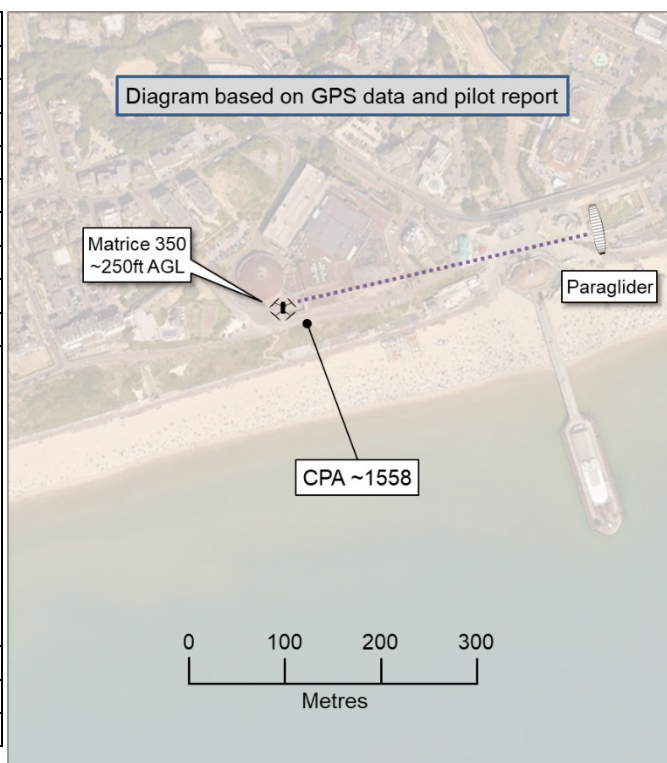 Diagram based on GPS data and pilot report
Matrice 350
~250ft AGL
Paraglider
CPA ~1558
0 100 200 300
Metres